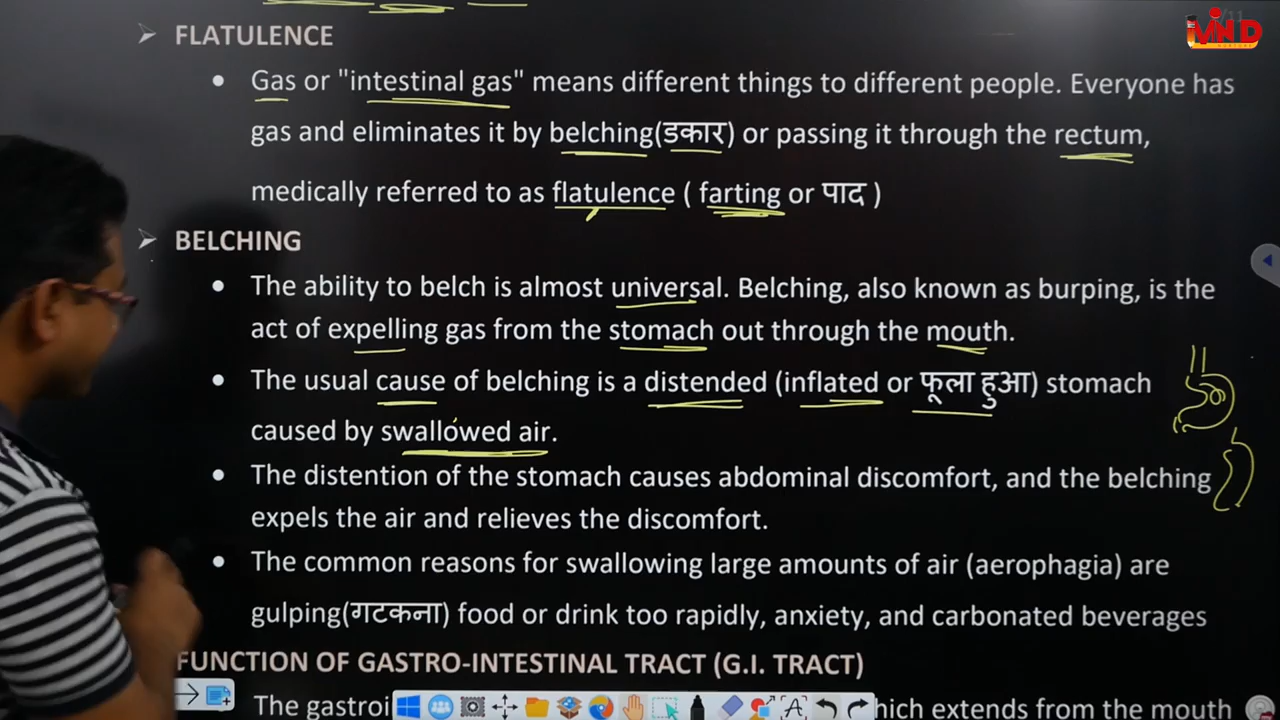 /11
MIND
FLATULENCE
Gas or "intestinal gas" means different things to different people. Everyone has
gas and eliminates it by belching(डकार) or passing it through the rectum,
medically referred to as flatulence ( farting or पाद )
BELCHING
The ability to belch is almost universal. Belching, also known as burping, is the
act of expelling gas from the stomach out through the mouth.
The usual cause of belching is a distended (inflated or फूला हुआ) stomach
caused by swallowed air.
The distention of the stomach causes abdominal discomfort, and the belching
expels the air and relieves the discomfort.
The common reasons for swallowing large amounts of air (aerophagia) are
gulping(गटकना) food or drink too rapidly, anxiety, and carbonated beverages
FUNCTION OF GASTRO-INTESTINAL TRACT (G.I. TRACT)
The gastroi hich extends from the mouth